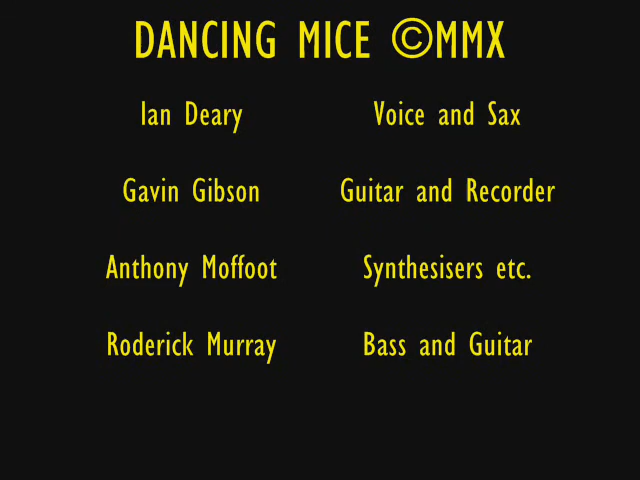 DANCING MICE ©MMX
Ian Deary Voice and Sax
Gavin Gibson Guitar and Recorder
Anthony Moffoot Synthesisers etc.
Roderick Murray Bass and Guitar